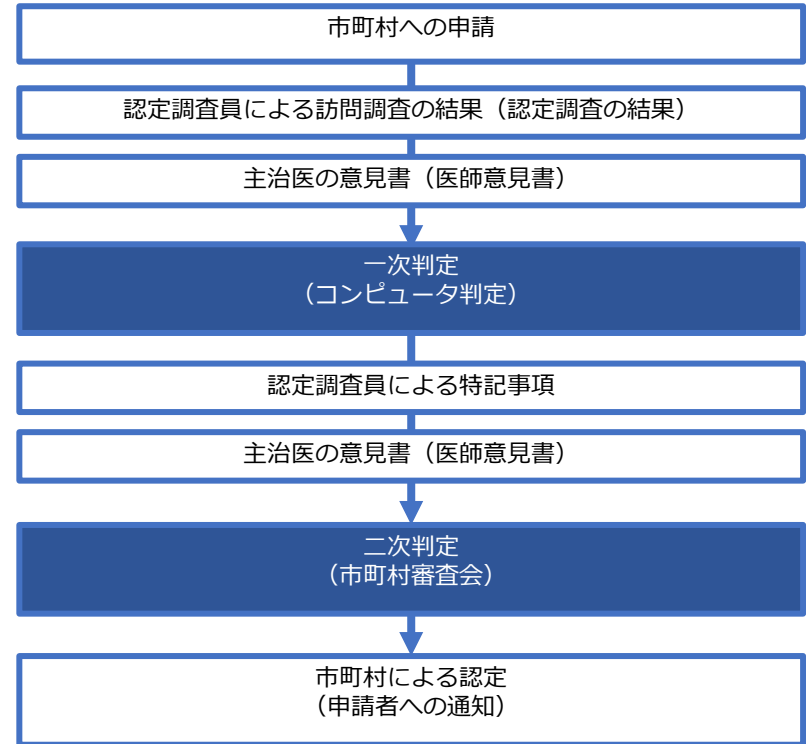 市町村への申請
認定調査員による訪問調査の結果（認定調査の結果）
主治医の意見書（医師意見書）
一次判定
（コンピュータ判定）
認定調査員による特記事項
主治医の意見書（医師意見書）
二次判定
（市町村審査会）
市町村による認定
（申請者への通知）